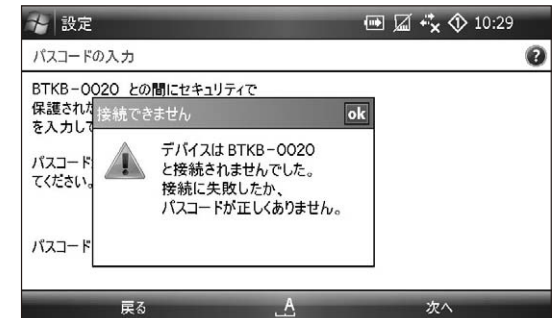 設定 10:29
パスコードの入力
BTKB-0020 との間にセキュリティで
保護された
を入力して
パスコード
てください。
パスコード
接続できません ok
デバイスは BTKB-0020
と接続されませんでした。
接続に失敗したか、
パスコードが正しくありません。
戻る A 次へ